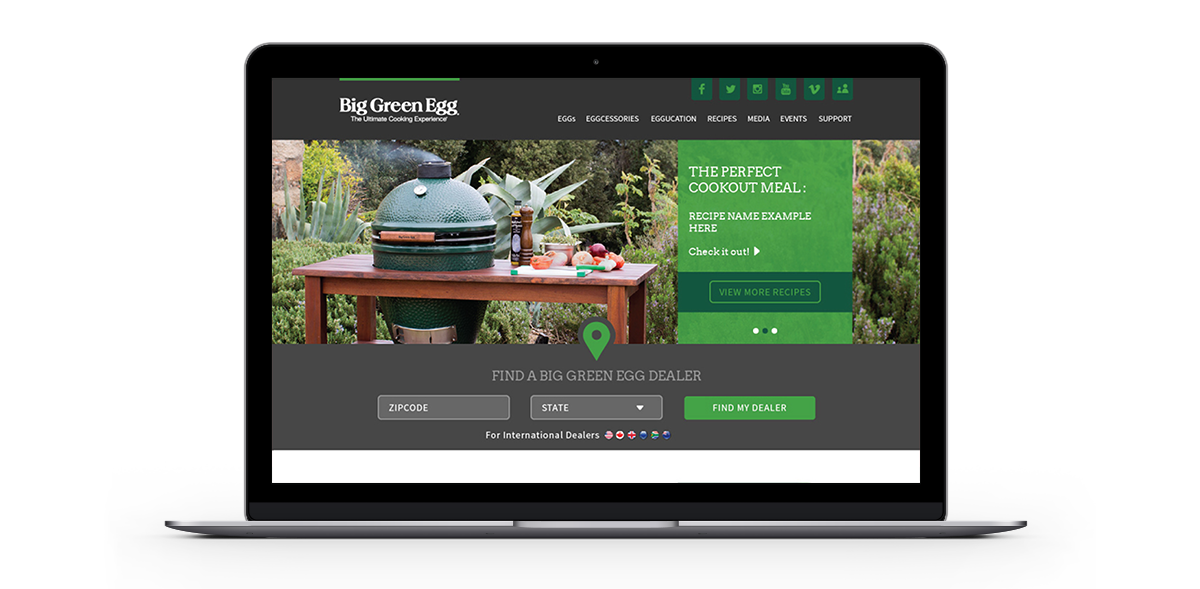 Big Green Egg
The Ultimate Cooking Experience®
EGGs EGGCESSORIES EGGUCATION RECIPES MEDIA EVENTS SUPPORT
THE PERFECT
COOKOUT MEAL :
RECIPE NAME EXAMPLE
HERE
Check it out!
VIEW MORE RECIPES
FIND A BIG GREEN EGG DEALER
ZIPCODE STATE FIND MY DEALER
For International Dealers